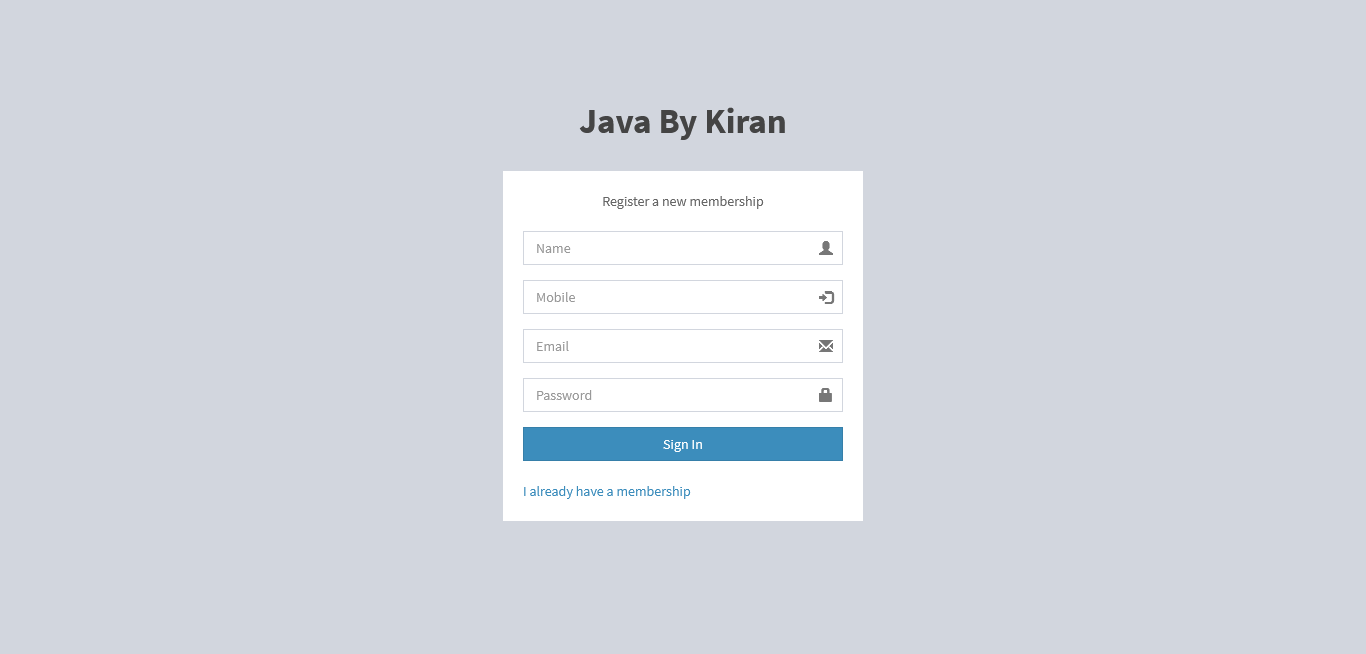 Java By Kiran
Register a new membership
Name
Mobile
Email
Password
Sign In
I already have a membership